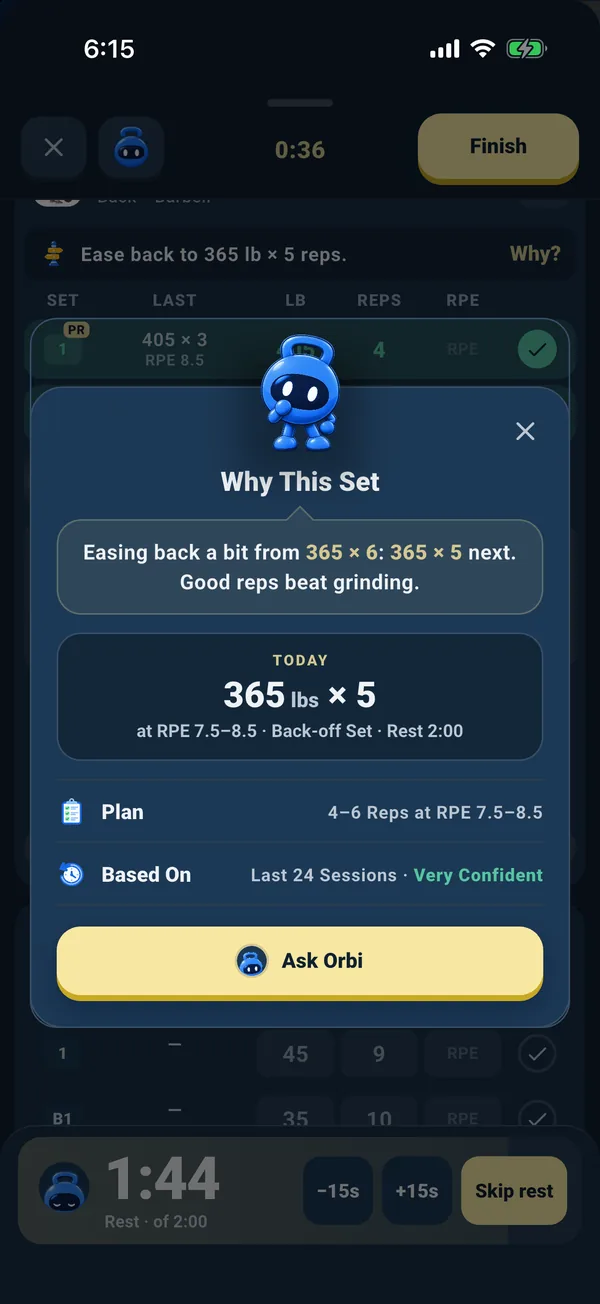 6:15
0:36
Finish
Ease back to 365 lb × 5 reps.
Why?
SET LAST LB REPS RPE
PR
1 405 × 3 4 RPE
RPE 8.5
Why This Set
Easing back a bit from 365 × 6: 365 × 5 next.
Good reps beat grinding.
TODAY
365 lbs × 5
at RPE 7.5–8.5 · Back-off Set · Rest 2:00
Plan 4–6 Reps at RPE 7.5–8.5
Based On Last 24 Sessions · Very Confident
Ask Orbi
1 — 45 9 RPE
B1 — 35 10 RPE
1:44
Rest · of 2:00
−15s
+15s
Skip rest